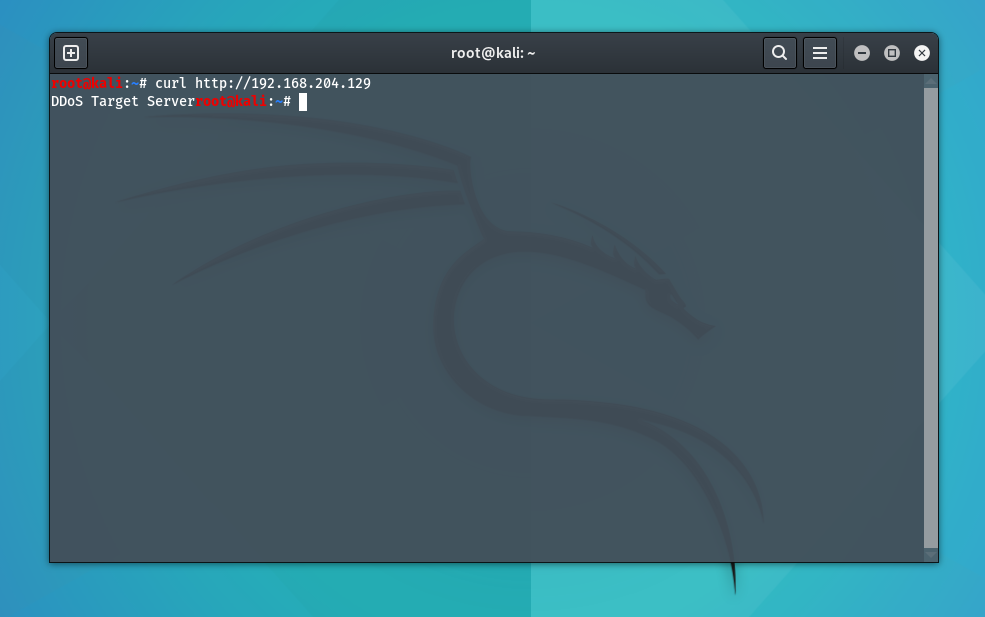 root@kali: ~
root@kali:~# curl http://192.168.204.129
DDoS Target Serverroot@kali:~#